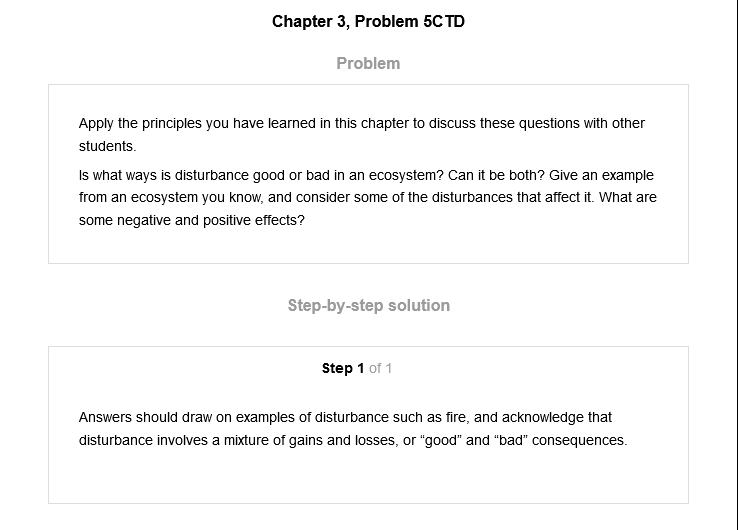 Chapter 3, Problem 5CTD
Problem
Apply the principles you have learned in this chapter to discuss these questions with other
students.
Is what ways is disturbance good or bad in an ecosystem? Can it be both? Give an example
from an ecosystem you know, and consider some of the disturbances that affect it. What are
some negative and positive effects?
Step-by-step solution
Step 1 of 1
Answers should draw on examples of disturbance such as fire, and acknowledge that
disturbance involves a mixture of gains and losses, or “good” and “bad” consequences.